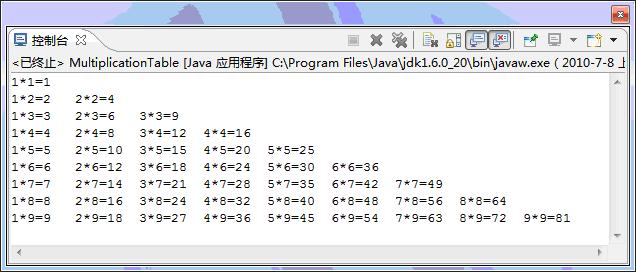 控制台
<已终止> MultiplicationTable [Java 应用程序] C:\Program Files\Java\jdk1.6.0_20\bin\javaw.exe ( 2010-7-8 上
1*1=1
1*2=2 2*2=4
1*3=3 2*3=6 3*3=9
1*4=4 2*4=8 3*4=12 4*4=16
1*5=5 2*5=10 3*5=15 4*5=20 5*5=25
1*6=6 2*6=12 3*6=18 4*6=24 5*6=30 6*6=36
1*7=7 2*7=14 3*7=21 4*7=28 5*7=35 6*7=42 7*7=49
1*8=8 2*8=16 3*8=24 4*8=32 5*8=40 6*8=48 7*8=56 8*8=64
1*9=9 2*9=18 3*9=27 4*9=36 5*9=45 6*9=54 7*9=63 8*9=72 9*9=81